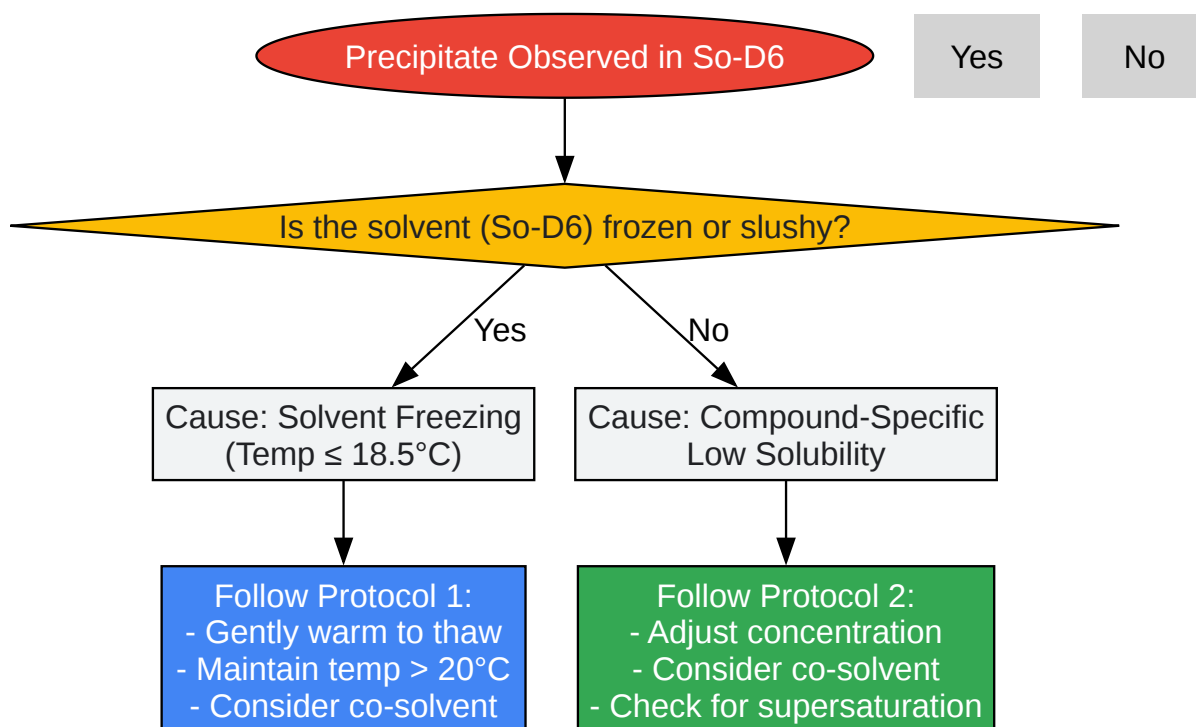 Precipitate Observed in So-D6
Yes
No
Is the solvent (So-D6) frozen or slushy?
Yes
No
Cause: Solvent Freezing
(Temp ≤ 18.5°C)
Cause: Compound-Specific
Low Solubility
Follow Protocol 1:
- Gently warm to thaw
- Maintain temp > 20°C
- Consider co-solvent
Follow Protocol 2:
- Adjust concentration
- Consider co-solvent
- Check for supersaturation